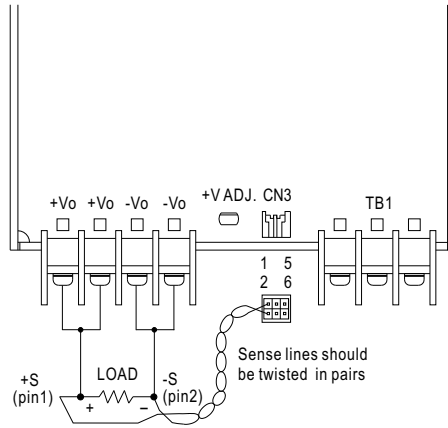 +Vo +Vo -Vo -Vo
+V ADJ. CN3
TB1
1 5
2 6
Sense lines should
be twisted in pairs
+S
(pin1)
LOAD
+ −
-S
(pin2)